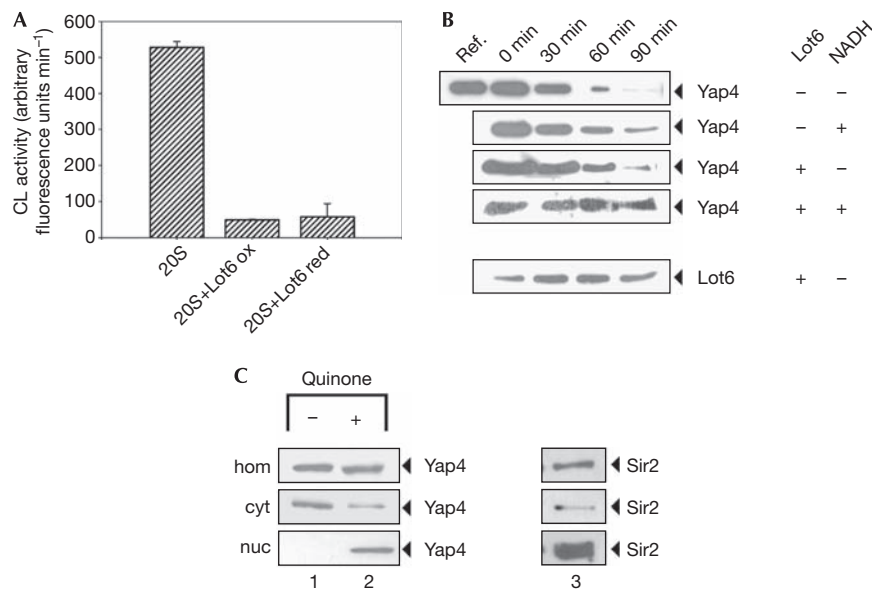 A
CL activity (arbitrary
fluorescence units min⁻¹)
600
500
400
300
200
100
0
20S
20S+Lot6 ox
20S+Lot6 red
B
Ref. 0 min 30 min 60 min 90 min Lot6 NADH
Yap4 – –
Yap4 – +
Yap4 + –
Yap4 + +
Lot6 + –
C
Quinone
– +
hom Yap4 Sir2
cyt Yap4 Sir2
nuc Yap4 Sir2
1 2 3